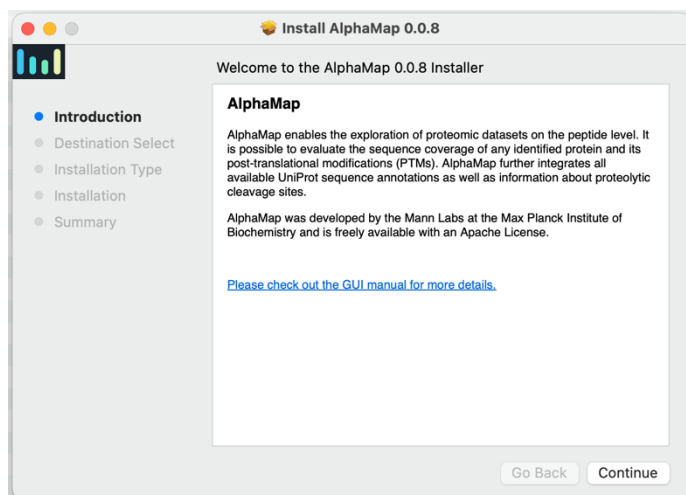 Install AlphaMap 0.0.8
Welcome to the AlphaMap 0.0.8 Installer
Introduction
Destination Select
Installation Type
Installation
Summary
AlphaMap
AlphaMap enables the exploration of proteomic datasets on the peptide level. It
is possible to evaluate the sequence coverage of any identified protein and its
post-translational modifications (PTMs). AlphaMap further integrates all
available UniProt sequence annotations as well as information about proteolytic
cleavage sites.
AlphaMap was developed by the Mann Labs at the Max Planck Institute of
Biochemistry and is freely available with an Apache License.
Please check out the GUI manual for more details.
Go Back
Continue